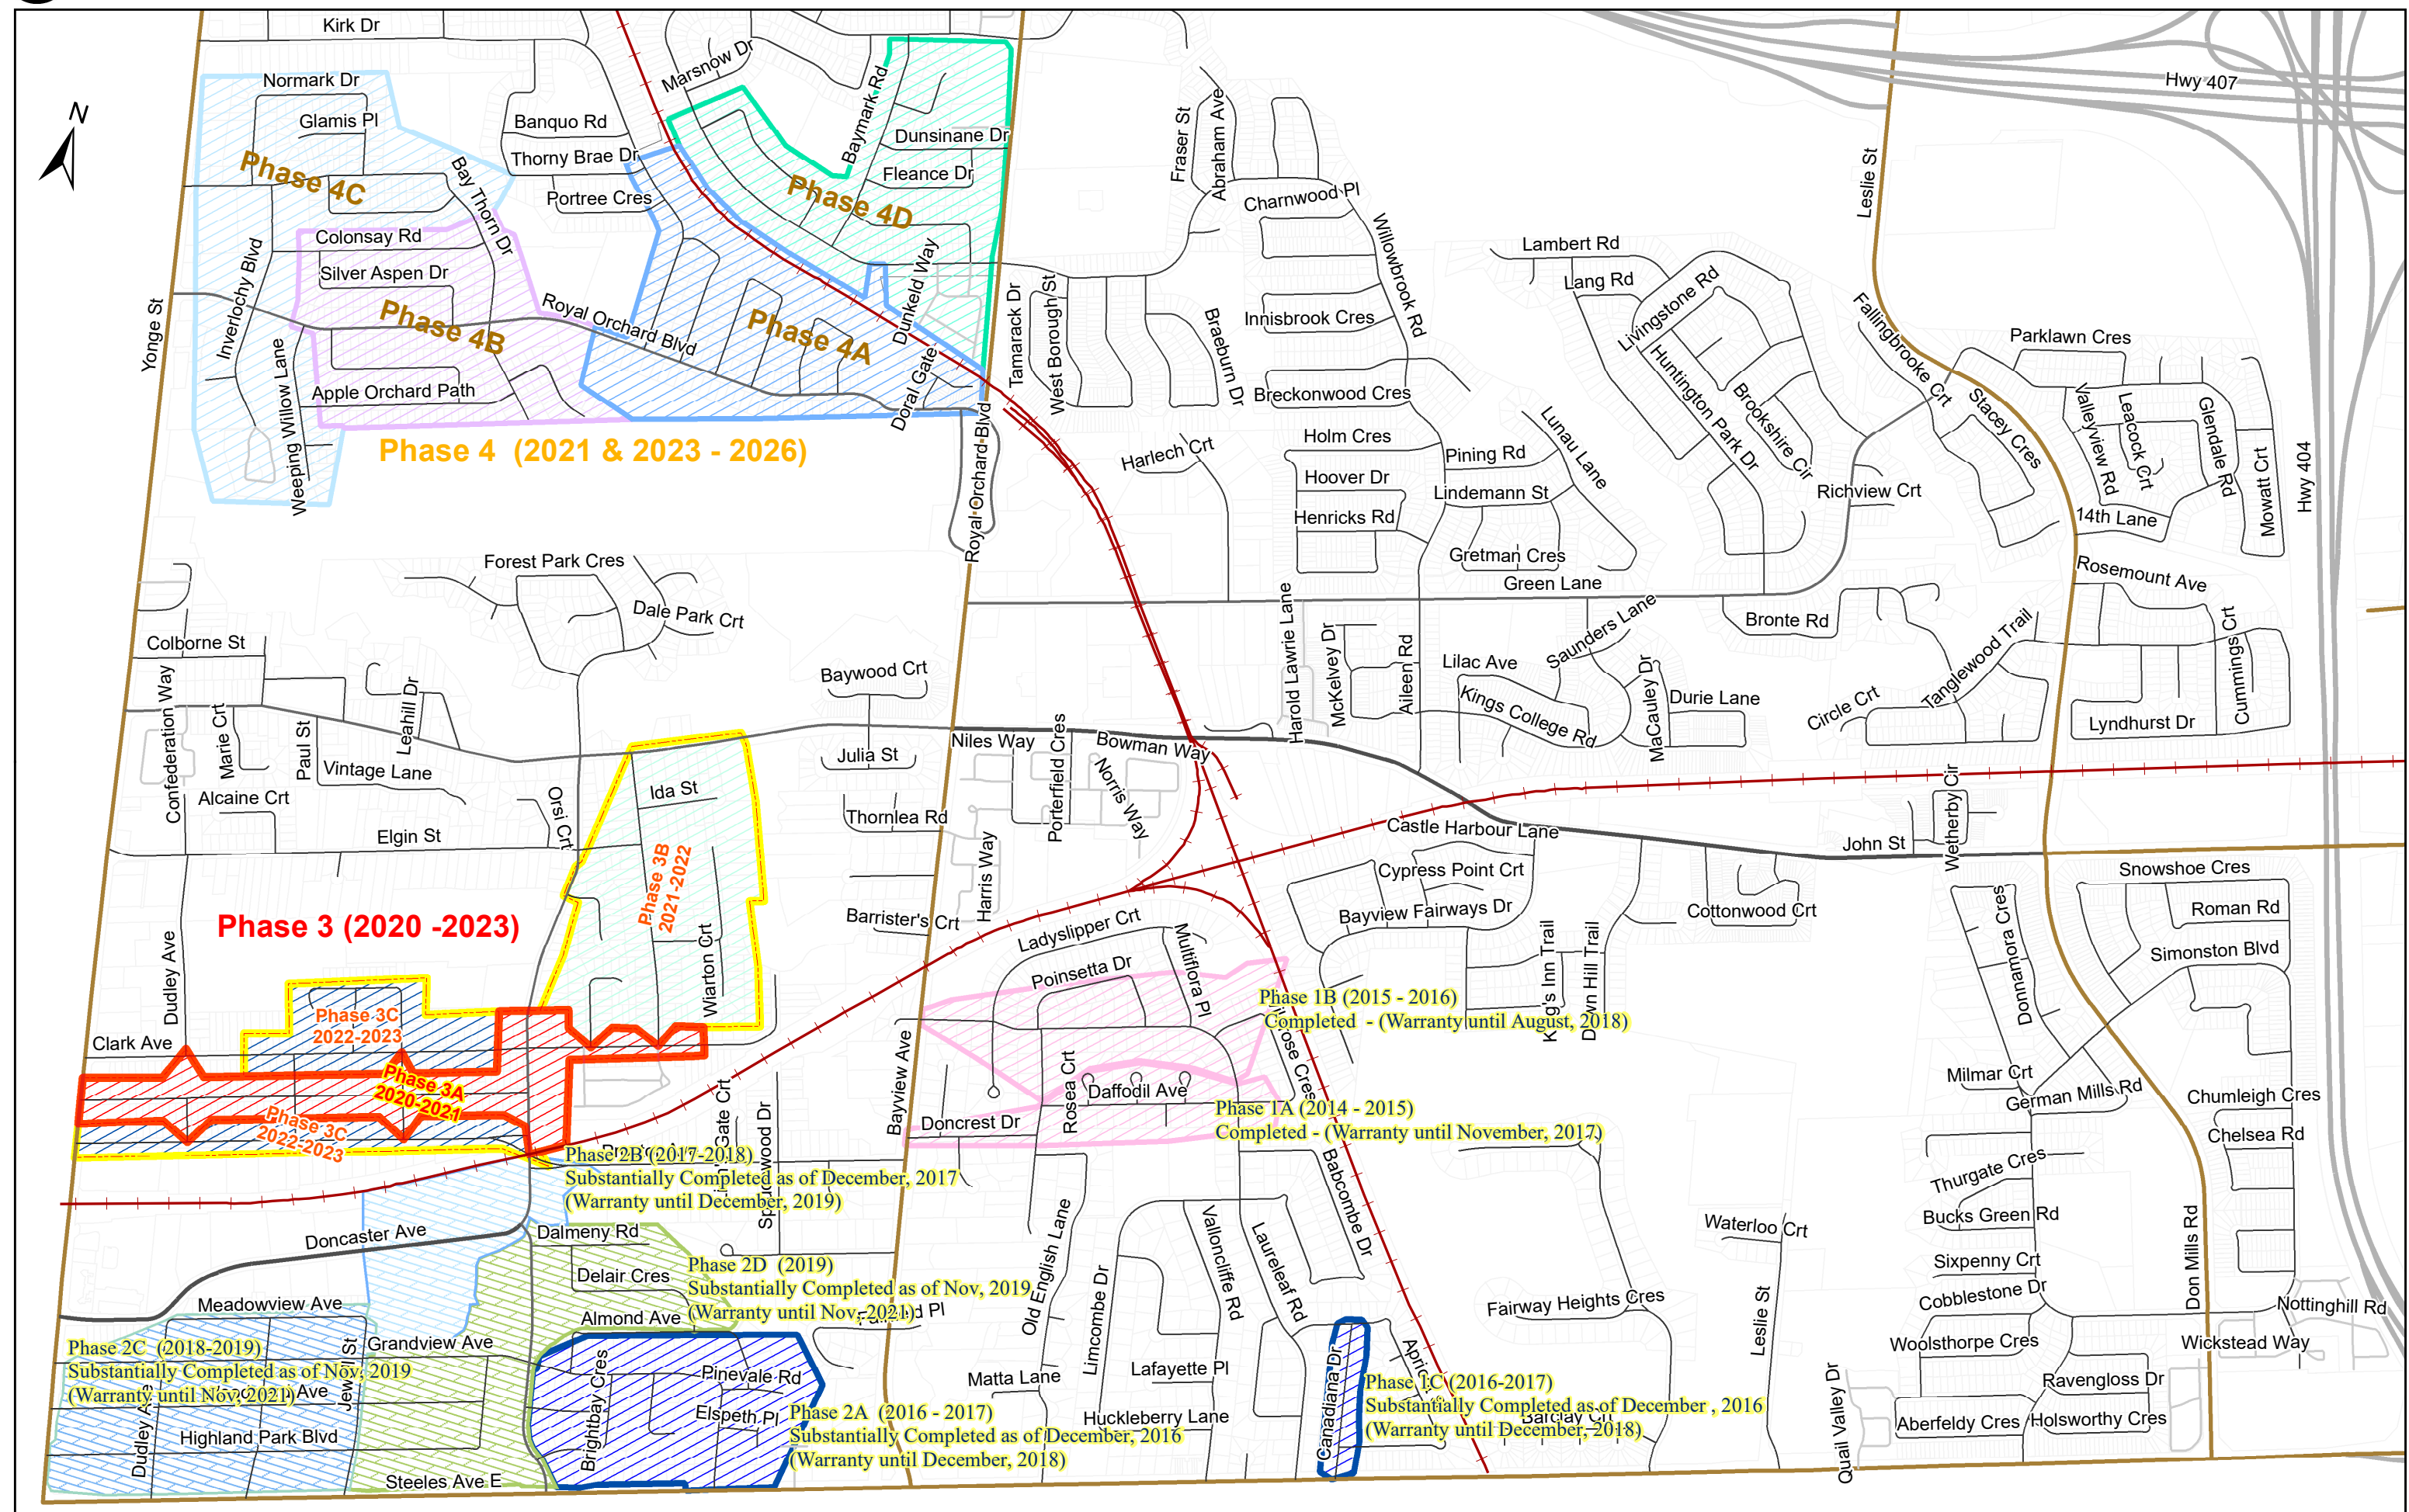 Kirk Dr
Marsnow Dr
Hwy 407
Normark Dr
Glamis Pl
Banquo Rd
Baymark Rd
Dunsinane Dr
Fraser St
Abraham Ave
Leslie St
N
Phase 4C
Bay Thorn Dr
Thorny Brae Dr
Portree Cres
Phase 4D
Fleance Dr
Charnwood Pl
Willowbrook Rd
Colonsay Rd
Silver Aspen Dr
Inverlochy Blvd
Phase 4B
Royal Orchard Blvd
Phase 4A
Dunkeld Way
Tamarack Dr
West Borough St
Braeburn Dr
Innisbrook Cres
Lambert Rd
Lang Rd
Livingstone Rd
Fallingbrooke Crt
Parklawn Cres
Yonge St
Weeping Willow Lane
Apple Orchard Path
Doral Gate
Breckonwood Cres
Huntington Park Dr
Brookshire Cir
Stacey Cres
Valleyview Rd
Leacock Crt
Glendale Rd
Mowatt Crt
Hwy 404
Phase 4 (2021 & 2023 - 2026)
Royal Orchard Blvd
Harlech Crt
Holm Cres
Hoover Dr
Henricks Rd
Pining Rd
Lunau Lane
Lindemann St
Gretman Cres
Green Lane
Richview Crt
14th Lane
Rosemount Ave
Forest Park Cres
Dale Park Crt
Colborne St
Confederation Way
Marie Crt
Paul St
Leahill Dr
Vintage Lane
Alcaine Crt
Elgin St
Orsi Crt
Baywood Crt
Julia St
Thornlea Rd
Niles Way
Porterfield Cres
Bowman Way
Norris Way
Harris Way
Harold Lawrie Lane
McKelvey Dr
Aileen Rd
Lilac Ave
Saunders Lane
Kings College Rd
MacCauley Dr
Durie Lane
Bronte Rd
Circle Crt
Tanglewood Trail
Cummings Crt
Lyndhurst Dr
Ida St
Phase 3B
2021-2022
Wiarton Crt
Barrister's Crt
Castle Harbour Lane
Cypress Point Crt
Bayview Fairways Dr
John St
Wetherby Cir
Cottonwood Crt
Snowshoe Cres
Roman Rd
Simonston Blvd
Donnamora Cres
Phase 3 (2020 -2023)
Dudley Ave
Clark Ave
Phase 3C
2022-2023
Phase 3A
2020-2021
Phase 3C
2022-2023
Ladyslipper Crt
Poinsetta Dr
Multiflora Pl
Phase 1B (2015 - 2016)
Completed - (Warranty until August, 2018)
Bayview Ave
Rosea Crt
Daffodil Ave
Doncrest Dr
Phase 1A (2014 - 2015)
Completed - (Warranty until November, 2017)
Milmar Crt
German Mills Rd
Chumleigh Cres
Chelsea Rd
Phase 2B (2017-2018)
Substantially Completed as of December, 2017
(Warranty until December, 2019)
Babcombe Dr
Thurgate Cres
Bucks Green Rd
Sixpenny Crt
Cobblestone Dr
Woolsthorpe Cres
Don Mills Rd
Doncaster Ave
Dalmeny Rd
Delair Cres
Almond Ave
Phase 2D (2019)
Substantially Completed as of Nov, 2019
(Warranty until Nov, 2021)
Old English Lane
Limcombe Dr
Valloncliffe Rd
Laureleaf Rd
Fairway Heights Cres
Waterloo Crt
Leslie St
Nottinghill Rd
Wickstead Way
Meadowview Ave
Grandview Ave
Phase 2C (2018-2019)
Substantially Completed as of Nov, 2019
(Warranty until Nov, 2021)
Highland Park Blvd
Steeles Ave E
Brightbay Cres
Pinevale Rd
Elspeth Pl
Phase 2A (2016 - 2017)
Substantially Completed as of December, 2016
(Warranty until December, 2018)
Matta Lane
Lafayette Pl
Huckleberry Lane
Canadiana Dr
Phase 1C (2016-2017)
Substantially Completed as of December , 2016
(Warranty until December, 2018)
Quail Valley Dr
Ravengloss Dr
Aberfeldy Cres
Holsworthy Cres